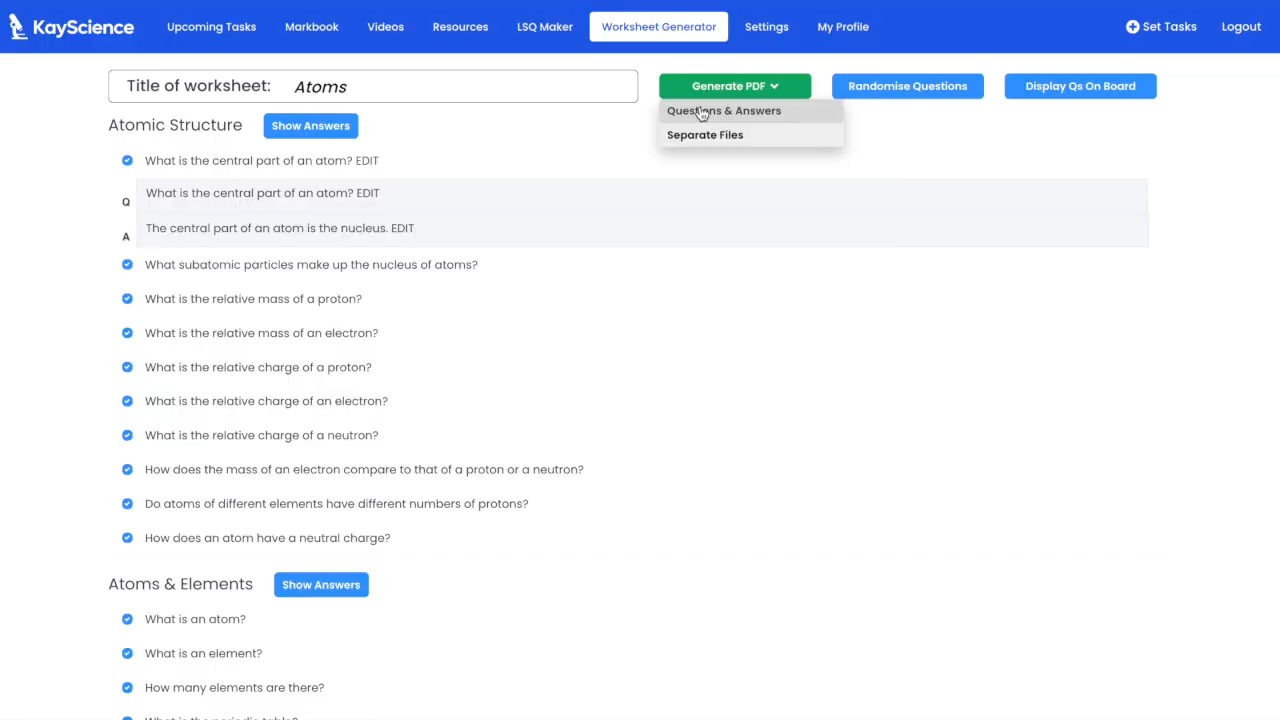 KayScience Upcoming Tasks Markbook Videos Resources LSQ Maker Worksheet Generator Settings My Profile Set Tasks Logout
Title of worksheet: Atoms Generate PDF Randomise Questions Display Qs On Board
Questions & Answers
Separate Files
Atomic Structure Show Answers
What is the central part of an atom? EDIT
Q What is the central part of an atom? EDIT
A The central part of an atom is the nucleus. EDIT
What subatomic particles make up the nucleus of atoms?
What is the relative mass of a proton?
What is the relative mass of an electron?
What is the relative charge of a proton?
What is the relative charge of an electron?
What is the relative charge of a neutron?
How does the mass of an electron compare to that of a proton or a neutron?
Do atoms of different elements have different numbers of protons?
How does an atom have a neutral charge?
Atoms & Elements Show Answers
What is an atom?
What is an element?
How many elements are there?
What is the periodic table?